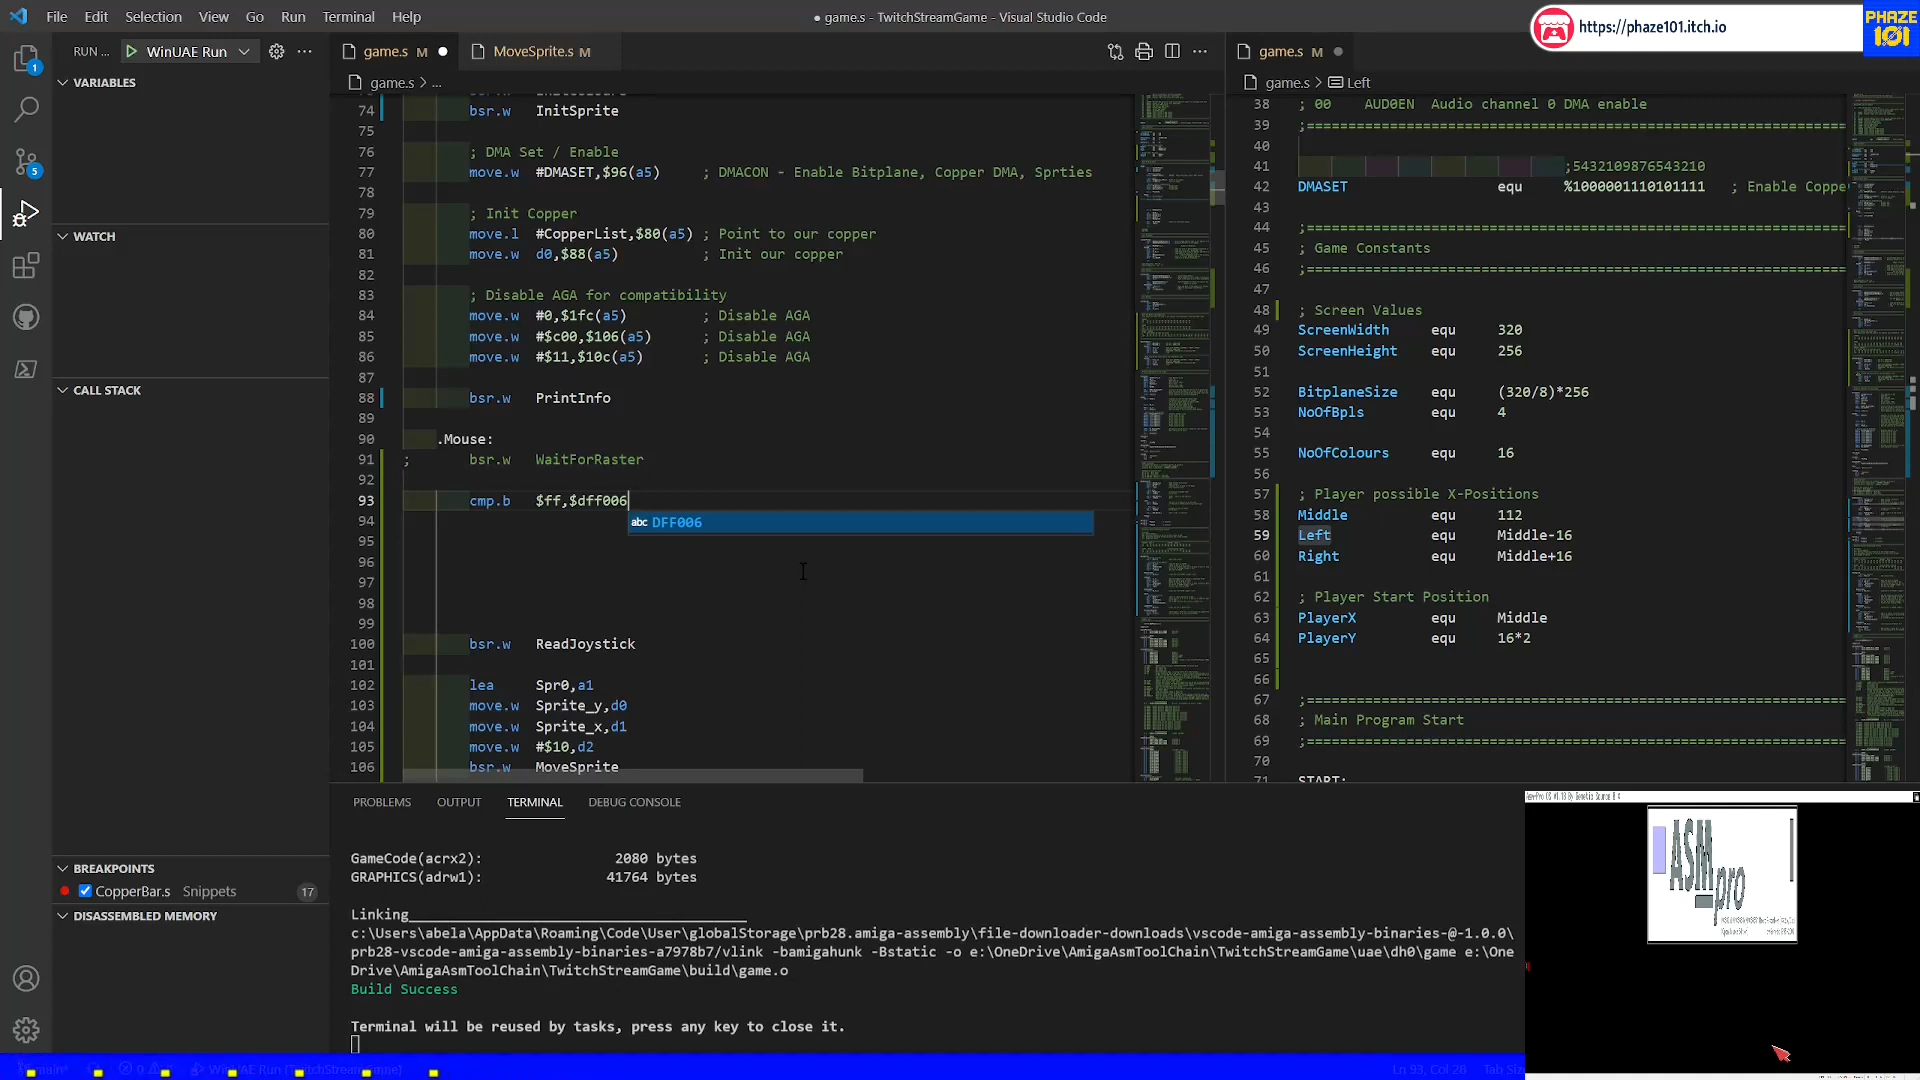 File Edit Selection View Go Run Terminal Help
● game.s - TwitchStreamGame - Visual Studio Code
https://phaze101.itch.io
PHAZE
101
RUN ... WinUAE Run
game.s M
MoveSprite.s M
game.s M
VARIABLES
WATCH
CALL STACK
BREAKPOINTS
CopperBar.s Snippets 17
DISASSEMBLED MEMORY
1
5
game.s > ...
74 bsr.w InitSprite
75
76 ; DMA Set / Enable
77 move.w #DMASET,$96(a5) ; DMACON - Enable Bitplane, Copper DMA, Sprties
78
79 ; Init Copper
80 move.l #CopperList,$80(a5) ; Point to our copper
81 move.w d0,$88(a5) ; Init our copper
82
83 ; Disable AGA for compatibility
84 move.w #0,$1fc(a5) ; Disable AGA
85 move.w #$c00,$106(a5) ; Disable AGA
86 move.w #$11,$10c(a5) ; Disable AGA
87
88 bsr.w PrintInfo
89
90 .Mouse:
91 ; bsr.w WaitForRaster
92
93 cmp.b $ff,$dff006
abc DFF006
94
95
96
97
98
99
100 bsr.w ReadJoystick
101
102 lea Spr0,a1
103 move.w Sprite_y,d0
104 move.w Sprite_x,d1
105 move.w #$10,d2
106 bsr.w MoveSprite
game.s > Left
38 ; 00 AUD0EN Audio channel 0 DMA enable
39 ;==================================================================
40
41 ;5432109876543210
42 DMASET equ %1000001110101111 ; Enable Coppe
43
44 ;==================================================================
45 ; Game Constants
46 ;==================================================================
47
48 ; Screen Values
49 ScreenWidth equ 320
50 ScreenHeight equ 256
51
52 BitplaneSize equ (320/8)*256
53 NoOfBpls equ 4
54
55 NoOfColours equ 16
56
57 ; Player possible X-Positions
58 Middle equ 112
59 Left equ Middle-16
60 Right equ Middle+16
61
62 ; Player Start Position
63 PlayerX equ Middle
64 PlayerY equ 16*2
65
66
67 ;==================================================================
68 ; Main Program Start
69 ;==================================================================
70
71 START:
PROBLEMS OUTPUT TERMINAL DEBUG CONSOLE
GameCode(acrx2): 2080 bytes
GRAPHICS(adrw1): 41764 bytes
Linking____________________________________
c:\Users\abela\AppData\Roaming\Code\User\globalStorage\prb28.amiga-assembly\file-downloader-downloads\vscode-amiga-assembly-binaries-@-1.0.0\
prb28-vscode-amiga-assembly-binaries-a7978b7/vlink -bamigahunk -Bstatic -o e:\OneDrive\AmigaAsmToolChain\TwitchStreamGame\uae\dh0\game e:\One
Drive\AmigaAsmToolChain\TwitchStreamGame\build\game.o
Build Success
Terminal will be reused by tasks, press any key to close it.
ASM
pro
main* 0 WinUAE Run (TwitchStreamGame)
Ln 93, Col 28 Tab Siz